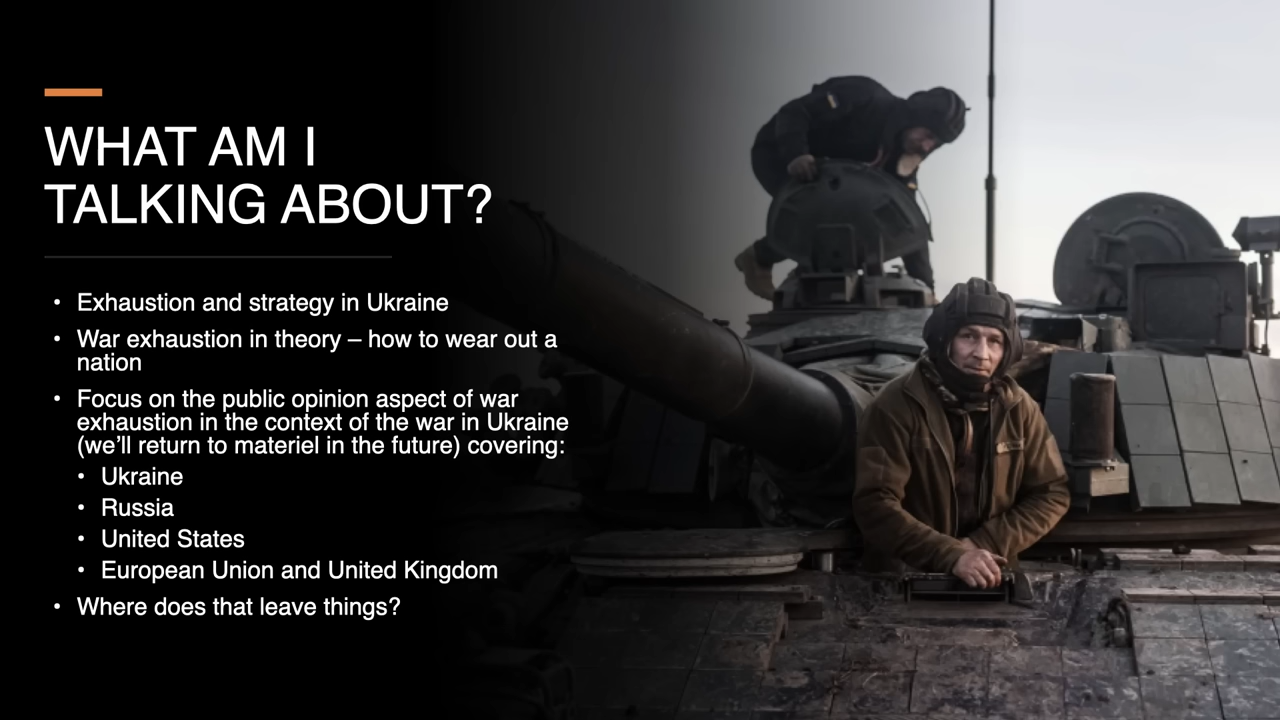 WHAT AM I
TALKING ABOUT?
• Exhaustion and strategy in Ukraine
• War exhaustion in theory – how to wear out a
nation
• Focus on the public opinion aspect of war
exhaustion in the context of the war in Ukraine
(we’ll return to materiel in the future) covering:
• Ukraine
• Russia
• United States
• European Union and United Kingdom
• Where does that leave things?